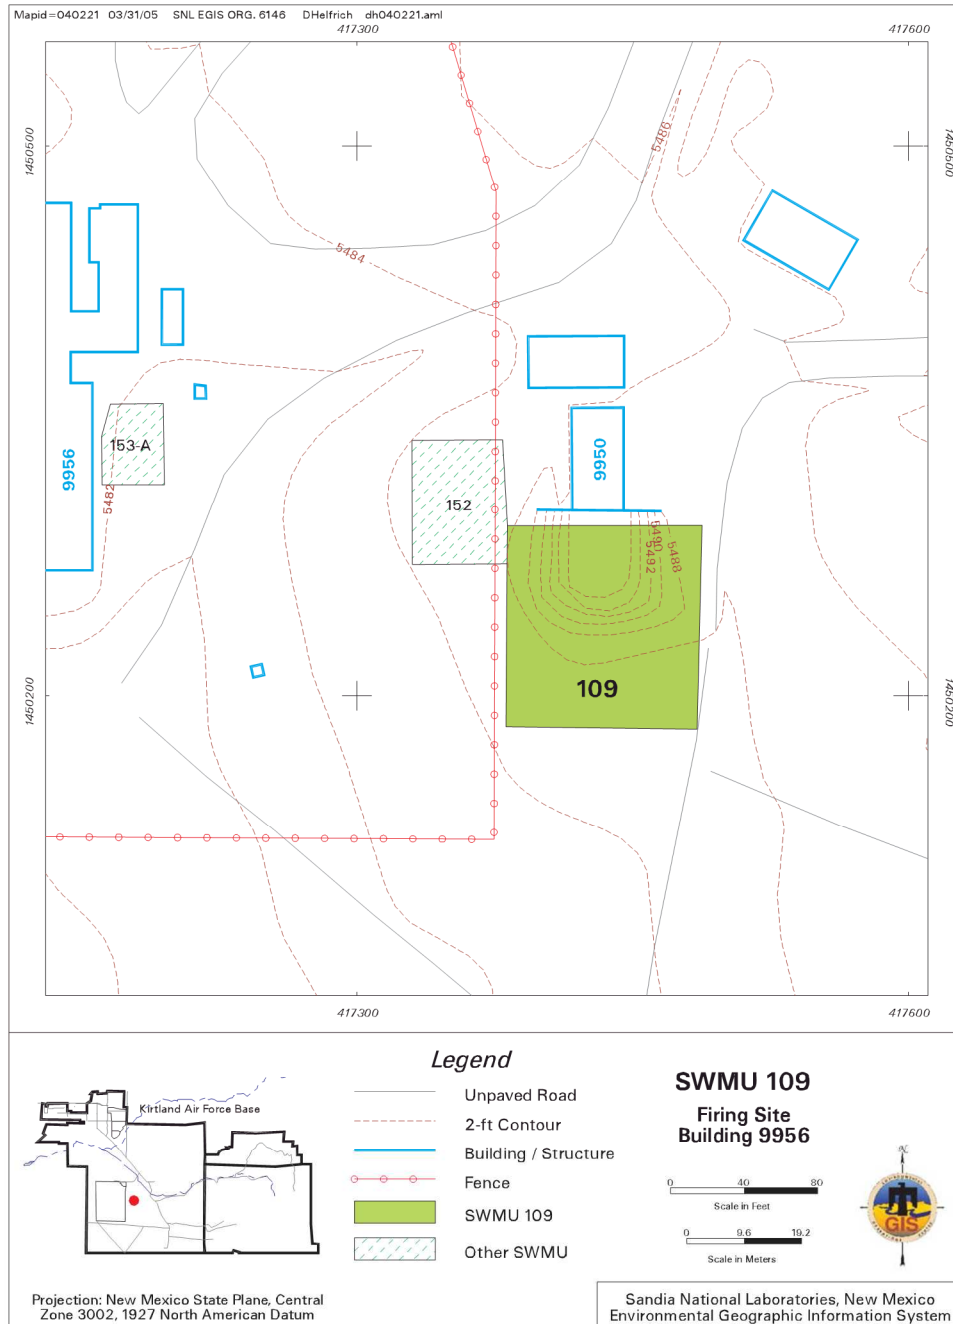 Mapid=040221 03/31/05 SNL EGIS ORG. 6146 DHelfrich dh040221.aml
417300 417600
1450500 1450500
5486
5484
9956
153-A
5482
152
9950
5490
5492
5488
109
1450200 1450200
417300 417600
Legend
Kirtland Air Force Base
Unpaved Road
2-ft Contour
Building / Structure
Fence
SWMU 109
Other SWMU
SWMU 109
Firing Site
Building 9956
0 40 80
Scale in Feet
0 9.6 19.2
Scale in Meters
N
GIS
Projection: New Mexico State Plane, Central
Zone 3002, 1927 North American Datum
Sandia National Laboratories, New Mexico
Environmental Geographic Information System